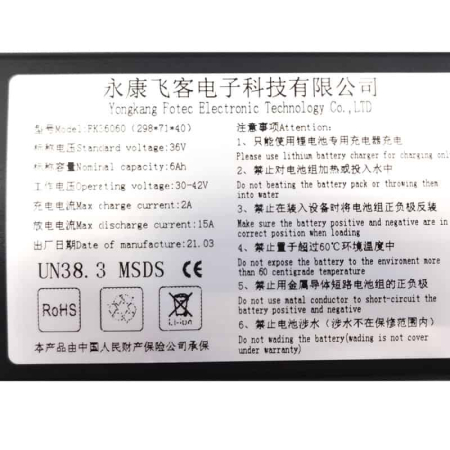 永康飞客电子科技有限公司
Yongkang Fotec Electronic Technology Co.,LTD
型号Model:FK16060 (298*71*40)
标称电压Standard voltage:36V
标称容量Nominal capacity:6Ah
工作电压Operating voltage:30-42V
充电电流Max charge current:2A
放电电流Max discharge current:15A
出厂日期Date of manufacture:21.03
UN38.3 MSDS CE
RoHS
Li-ion
本产品由中国人民财产保险公司承保
注意事项Attention:
1、只能使用锂电池专用充电器充电
Please use lithium battery charger for charging only
2、禁止对电池组加热或投入水中
Do not beating the battery pack or throwing them
into water
3、禁止在装入设备时将电池组正负极反装
Make sure the battery positive and negative are in
correct position when loading
4、禁止置于超过60℃环境温度中
Do not expose the battery to the enviroment more
than 60 centigrade temperature
5、禁止用金属导体短路电池组的正负极
Do not use matal conductor to short-circuit the
battery positive and negative
6、禁止电池涉水（涉水不在保修范围内）
Do not wading the battery(wading is not cover
under warranty)